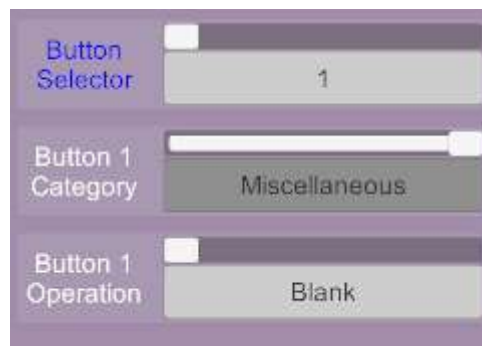 Button
Selector
1
Button 1
Category
Miscellaneous
Button 1
Operation
Blank